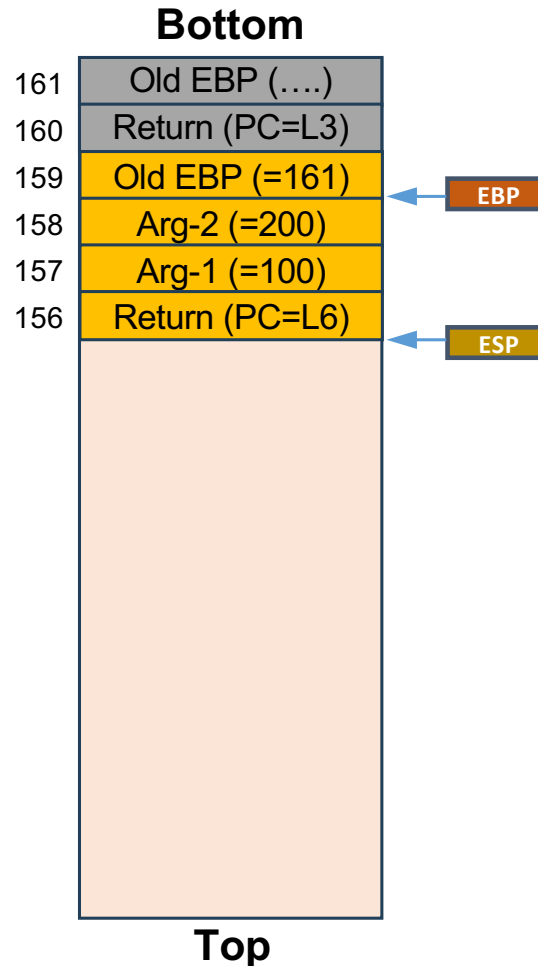 Bottom
161 Old EBP (....)
160 Return (PC=L3)
159 Old EBP (=161)
EBP
158 Arg-2 (=200)
157 Arg-1 (=100)
156 Return (PC=L6)
ESP
Top